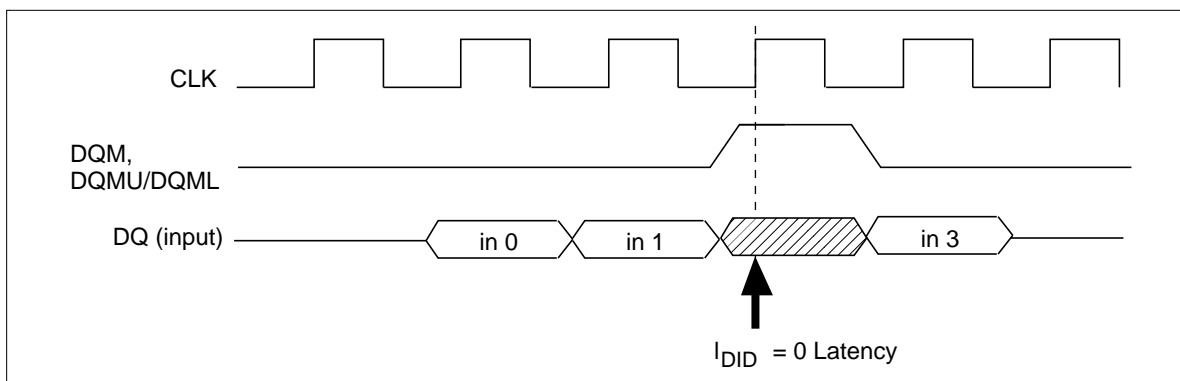 CLK
DQM,
DQMU/DQML
DQ (input)
in 0
in 1
in 3
IDID = 0 Latency